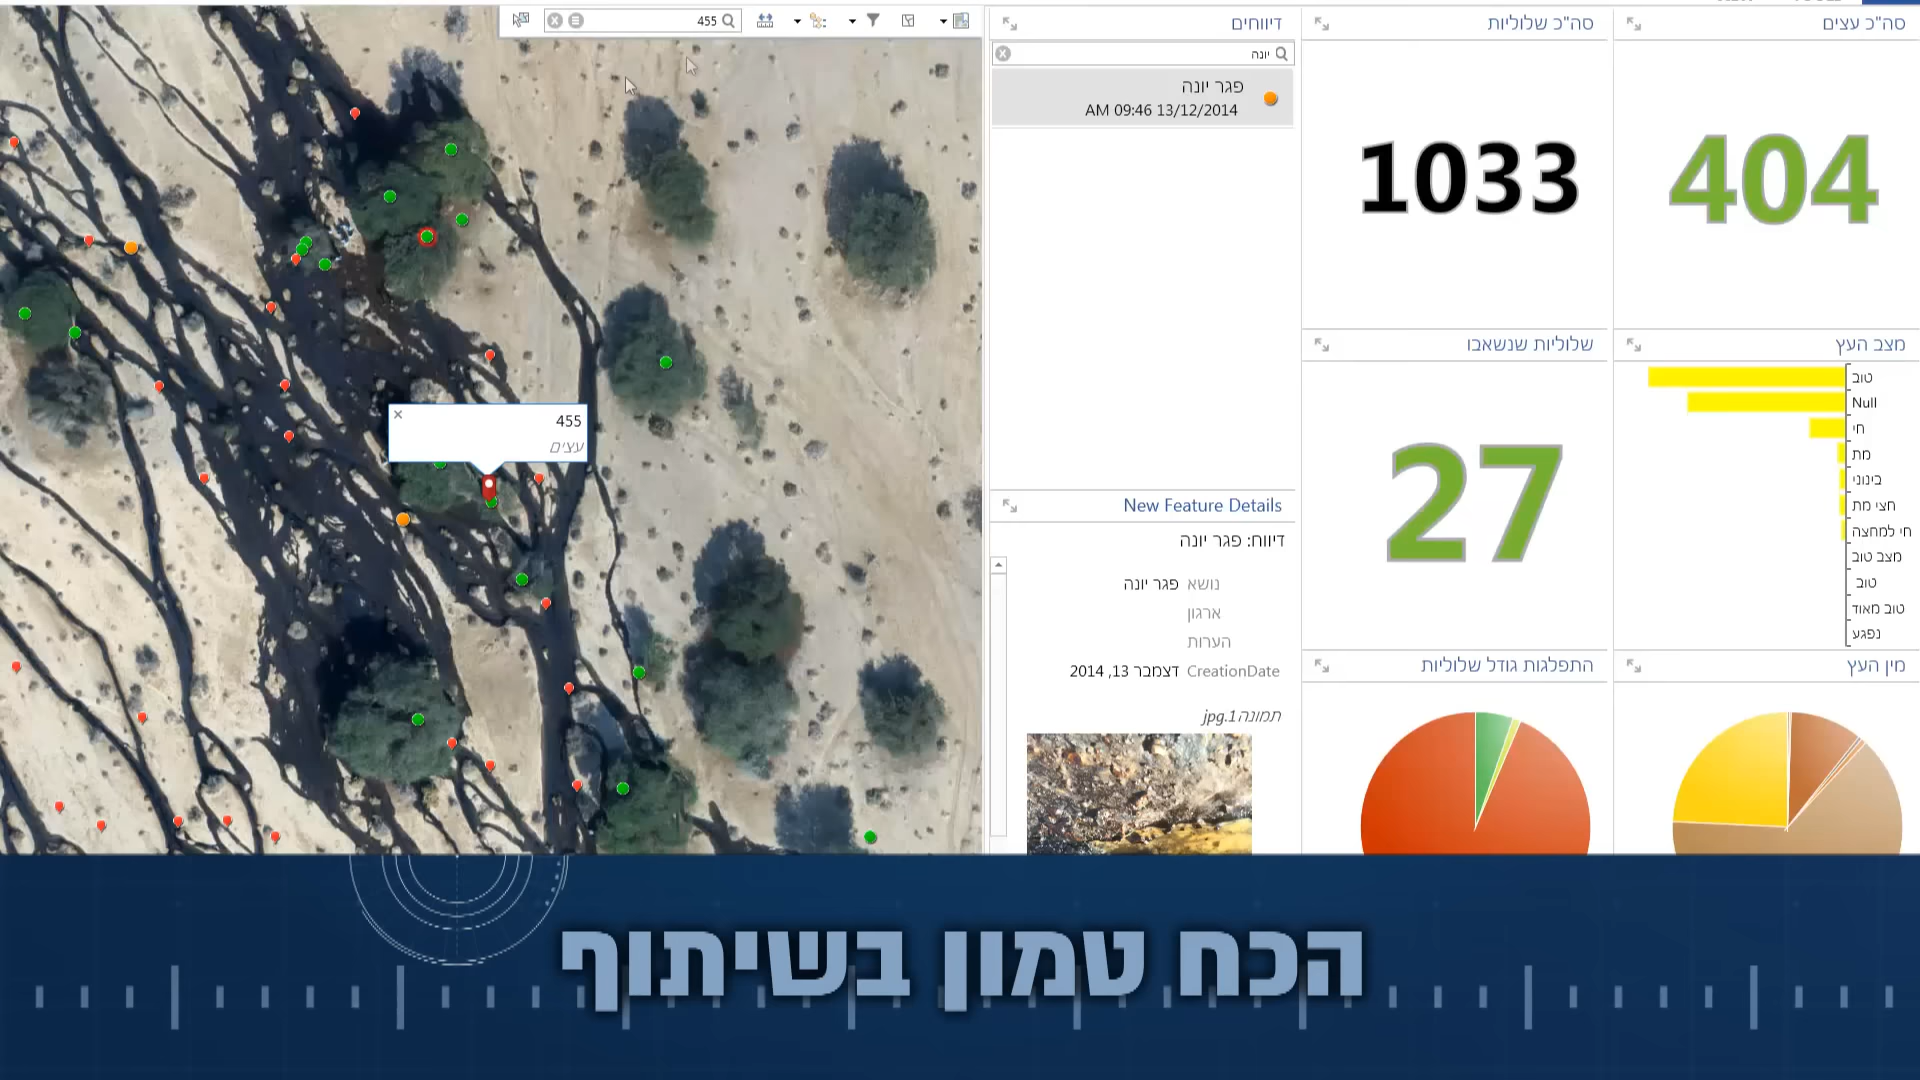 455
סה"כ עצים
404
סה"כ שלוליות
1033
דיווחים
יונה
פגר יונה
AM 09:46 13/12/2014
מצב העץ
טוב
Null
חי
מת
בינוני
חצי מת
חי למחצה
מצב טוב
טוב
טוב מאוד
נפגע
שלוליות שנשאבו
27
455
עצים
New Feature Details
דיווח: פגר יונה
נושא פגר יונה
ארגון
הערות
CreationDate דצמבר 13, 2014
תמונה1.jpg
מין העץ
התפלגות גודל שלוליות
הכח טמון בשיתוף